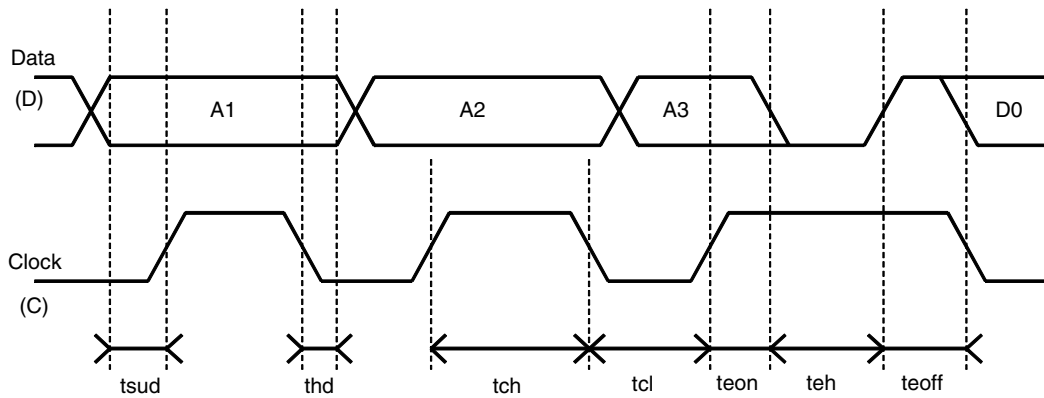 Data
(D)
A1
A2
A3
D0
Clock
(C)
tsud
thd
tch
tcl
teon
teh
teoff